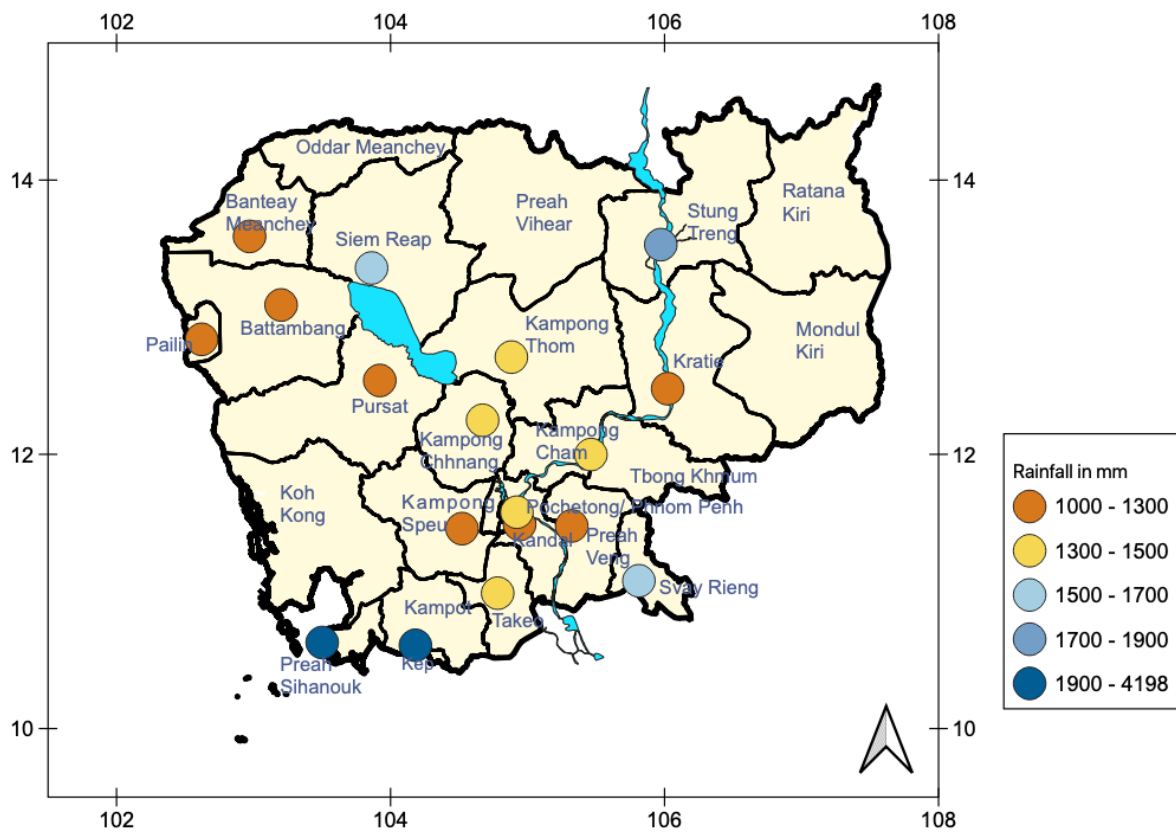 102
104
106
108
Oddar Meanchey
14
14
Banteay
Meanchey
Siem Reap
Preah
Vihear
Stung
Treng
Ratana
Kiri
Battambang
Pailin
Kampong
Thom
Mondul
Kiri
Kratie
Pursat
12
12
Kampong
Chhnang
Kampong
Cham
Tbong Khmum
Koh
Kong
Kampong
Speu
Pochetong/ Phnom Penh
Kandal
Preah
Veng
Svay Rieng
Kampot
Takeo
Preah
Sihanouk
Kep
10
10
102
104
106
108
Rainfall in mm
1000 - 1300
1300 - 1500
1500 - 1700
1700 - 1900
1900 - 4198